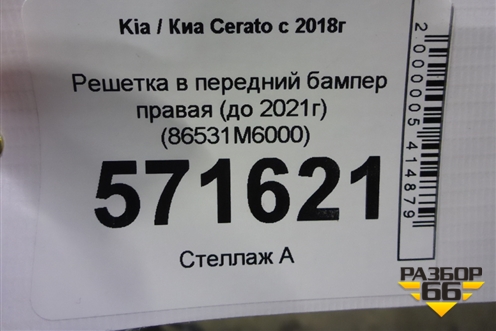 Kia / Киа Cerato с 2018г
Решетка в передний бампер
правая (до 2021г)
(86531M6000)
571621
Стеллаж А
2000005414879
РАЗБОР
66